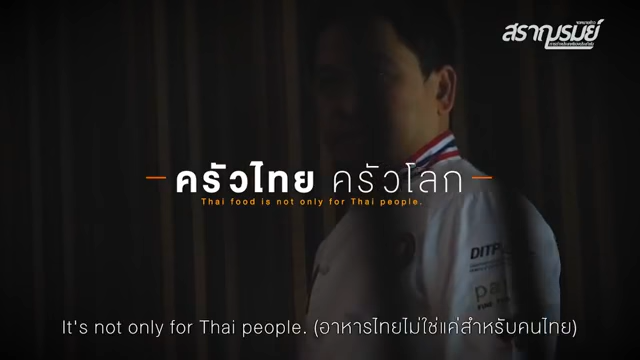 สราญรมย์
ครัวไทย ครัวโลก
Thai food is not only for Thai people.
DITP
It's not only for Thai people. (อาหารไทยไม่ใช่แค่สำหรับคนไทย)